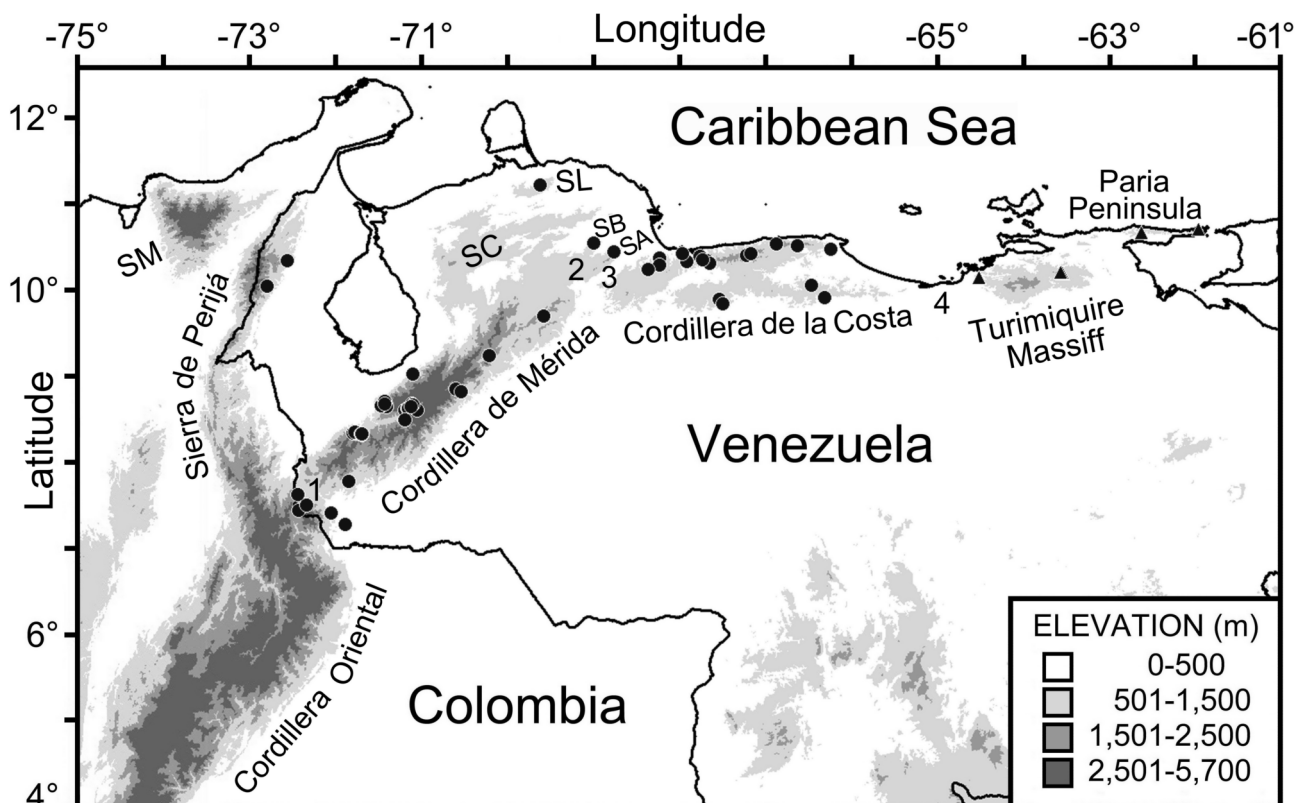 Longitude
-75°
-73°
-71°
-65°
-63°
-61°
12°
10°
6°
4°
Latitude
Caribbean Sea
Paria
Peninsula
SL
SB
SA
SC
SM
2
3
4
1
Sierra de Perijá
Cordillera de la Costa
Turimiquire
Massiff
Cordillera de Mérida
Venezuela
Cordillera Oriental
Colombia
ELEVATION (m)
0-500
501-1,500
1,501-2,500
2,501-5,700